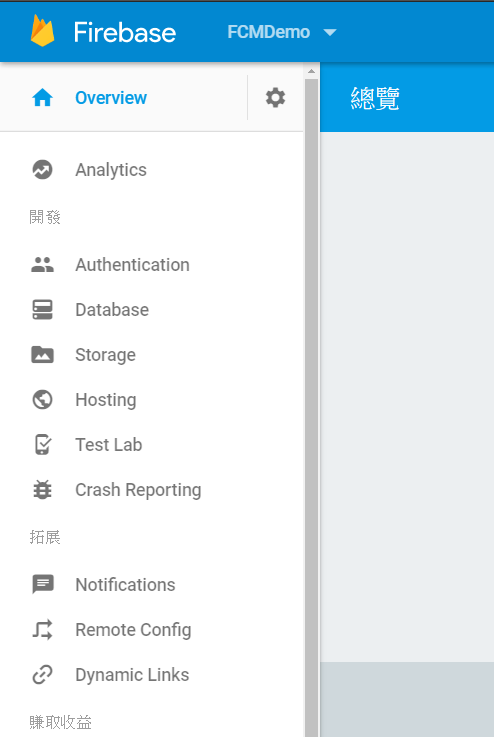 Firebase FCMDemo
Overview
總覽
Analytics
開發
Authentication
Database
Storage
Hosting
Test Lab
Crash Reporting
拓展
Notifications
Remote Config
Dynamic Links
賺取收益